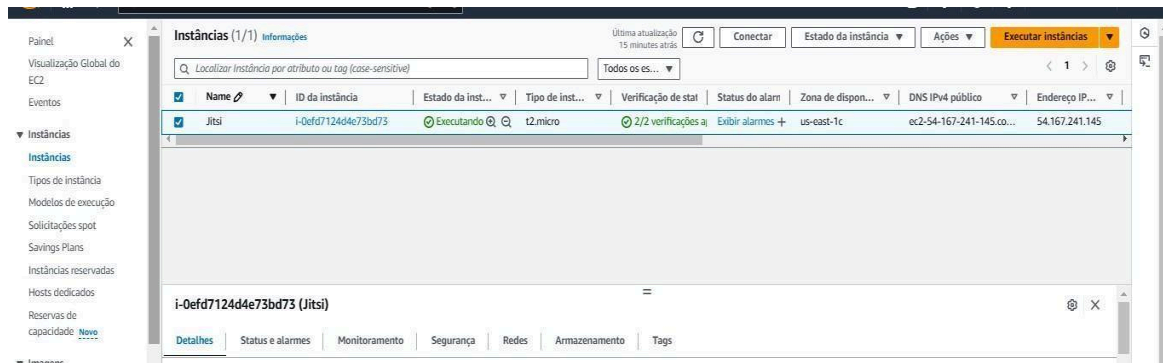 Painel
Visualização Global do
EC2
Eventos
Instâncias
Instâncias
Tipos de instância
Modelos de execução
Solicitações spot
Savings Plans
Instâncias reservadas
Hosts dedicados
Reservas de
capacidade Novo
Instâncias (1/1) Informações
Última atualização
15 minutes atrás
Conectar
Estado da instância
Ações
Executar instâncias
Localizar Instância por atributo ou tag (case-sensitive)
Todos os es...
1
Name ID da instância Estado da inst... Tipo de inst... Verificação de stat Status do alarn Zona de dispon... DNS IPv4 público Endereço IP...
Jitsi i-0efd7124d4e73bd73 Executando t2.micro 2/2 verificações Exibir alarmes + us-east-1c ec2-54-167-241-145.co... 54.167.241.145
i-0efd7124d4e73bd73 (Jitsi)
Detalhes Status e alarmes Monitoramento Segurança Redes Armazenamento Tags